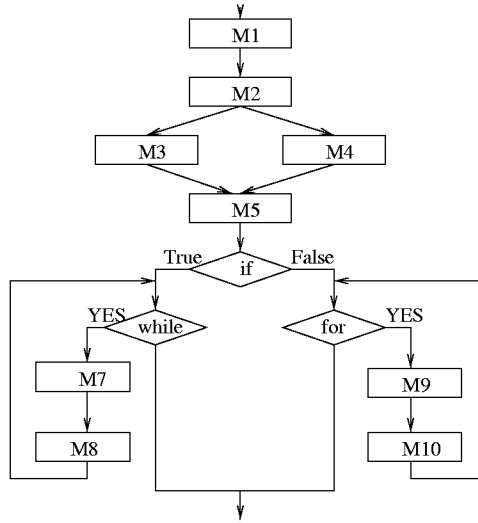 M1
M2
M3 M4
M5
True if False
YES while for YES
M7 M9
M8 M10